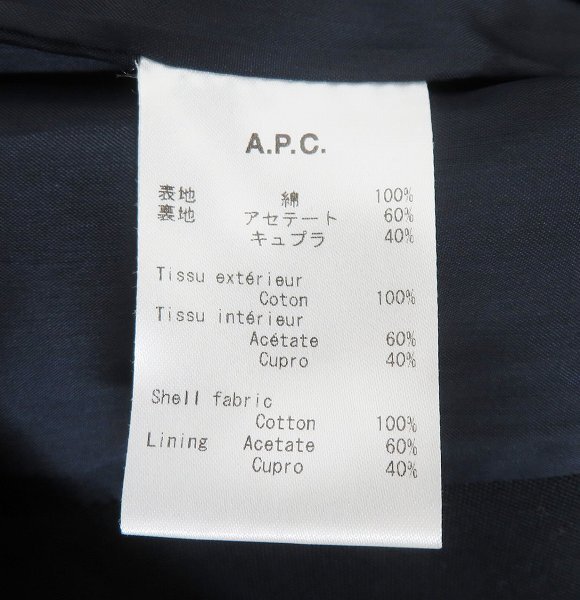 A.P.C.
表地 綿 100%
裏地 アセテート 60%
キュプラ 40%
Tissu extérieur
Coton 100%
Tissu intérieur
Acétate 60%
Cupro 40%
Shell fabric
Cotton 100%
Lining Acetate 60%
Cupro 40%